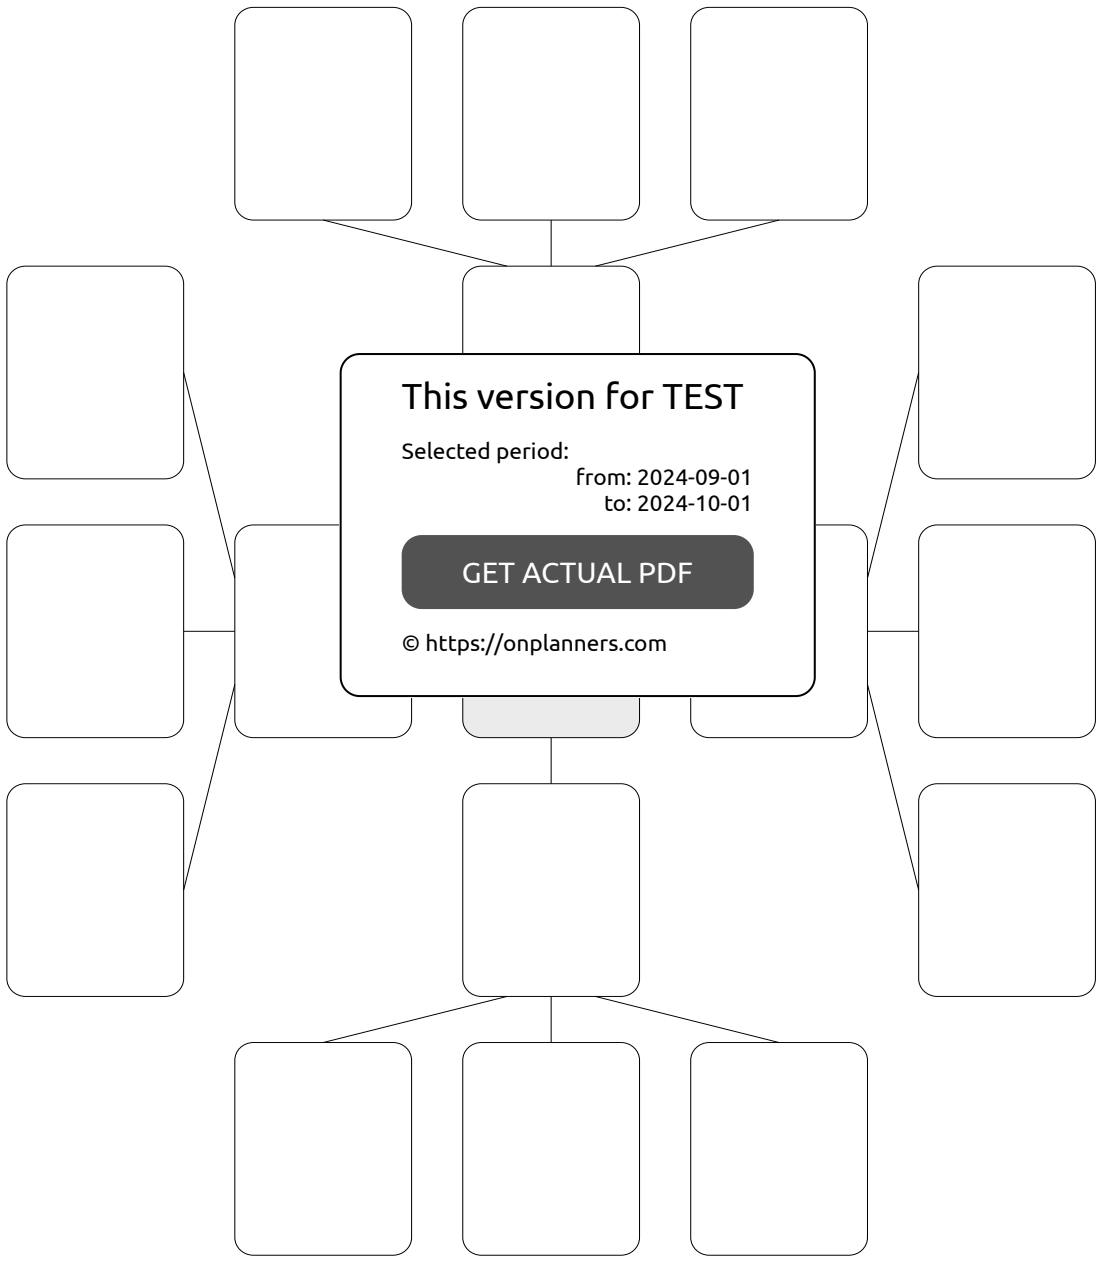 This version for TEST
Selected period:
from: 2024-09-01
to: 2024-10-01
GET ACTUAL PDF
© https://onplanners.com